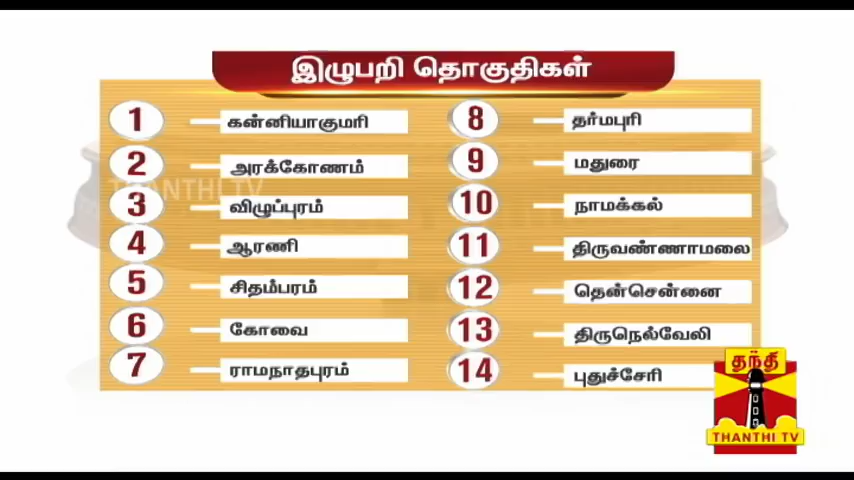 இழுபறி தொகுதிகள்
1 கன்னியாகுமரி
2 அரக்கோணம்
3 விழுப்புரம்
4 ஆரணி
5 சிதம்பரம்
6 கோவை
7 ராமநாதபுரம்
8 தர்மபுரி
9 மதுரை
10 நாமக்கல்
11 திருவண்ணாமலை
12 தென்சென்னை
13 திருநெல்வேலி
14 புதுச்சேரி
THANTHI TV
தந்தி
THANTHI TV